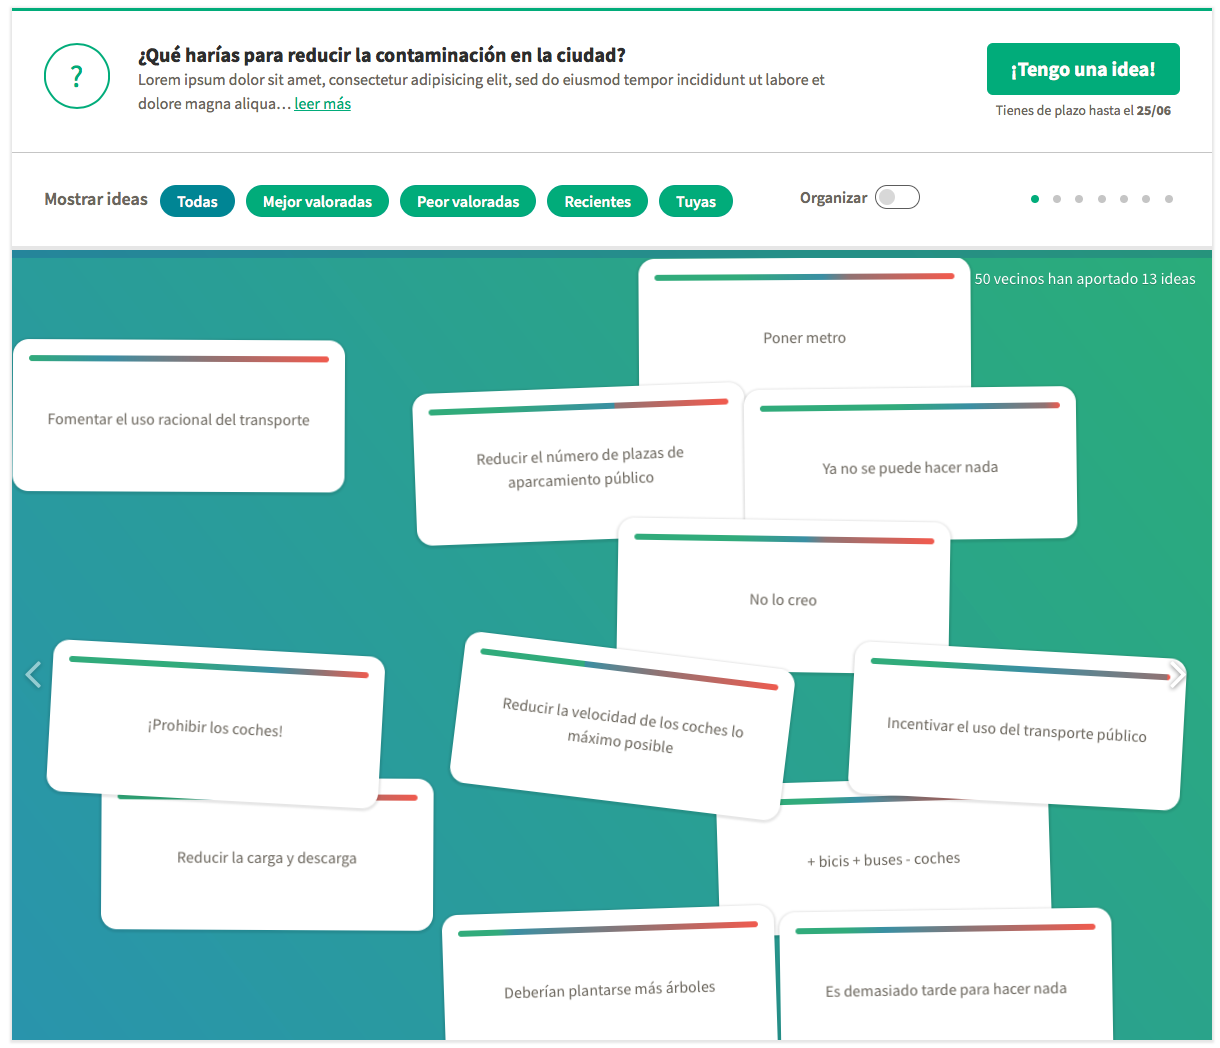 ?
¿Qué harías para reducir la contaminación en la ciudad?
Lorem ipsum dolor sit amet, consectetur adipisicing elit, sed do eiusmod tempor incididunt ut labore et
dolore magna aliqua… leer más
¡Tengo una idea!
Tienes de plazo hasta el 25/06
Mostrar ideas
Todas
Mejor valoradas
Peor valoradas
Recientes
Tuyas
Organizar
50 vecinos han aportado 13 ideas
Poner metro
Fomentar el uso racional del transporte
Reducir el número de plazas de
aparcamiento público
Ya no se puede hacer nada
No lo creo
¡Prohibir los coches!
Reducir la velocidad de los coches lo
máximo posible
Incentivar el uso del transporte público
Reducir la carga y descarga
+ bicis + buses - coches
Deberían plantarse más árboles
Es demasiado tarde para hacer nada